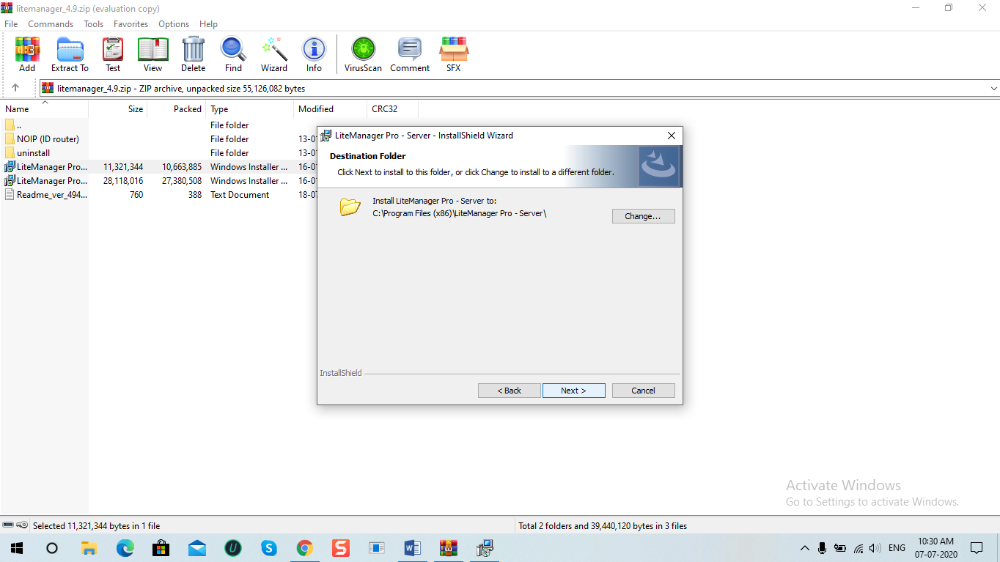 litemanager_4.9.zip (evaluation copy)
File Commands Tools Favorites Options Help
Add Extract To Test View Delete Find Wizard Info VirusScan Comment SFX
litemanager_4.9.zip - ZIP archive, unpacked size 55,126,082 bytes
Name Size Packed Type Modified CRC32
.. File folder
NOIP (ID router) File folder 13-0
uninstall File folder 13-0
LiteManager Pro... 11,321,344 10,663,885 Windows Installer ... 16-0
LiteManager Pro... 28,118,016 27,380,508 Windows Installer ... 16-0
Readme_ver_494... 760 388 Text Document 18-0
LiteManager Pro - Server - InstallShield Wizard
Destination Folder
Click Next to install to this folder, or click Change to install to a different folder.
Install LiteManager Pro - Server to:
C:\Program Files (x86)\LiteManager Pro - Server\
Change...
InstallShield
< Back Next > Cancel
Activate Windows
Go to Settings to activate Windows.
Selected 11,321,344 bytes in 1 file Total 2 folders and 39,440,120 bytes in 3 files
ENG 10:30 AM
07-07-2020